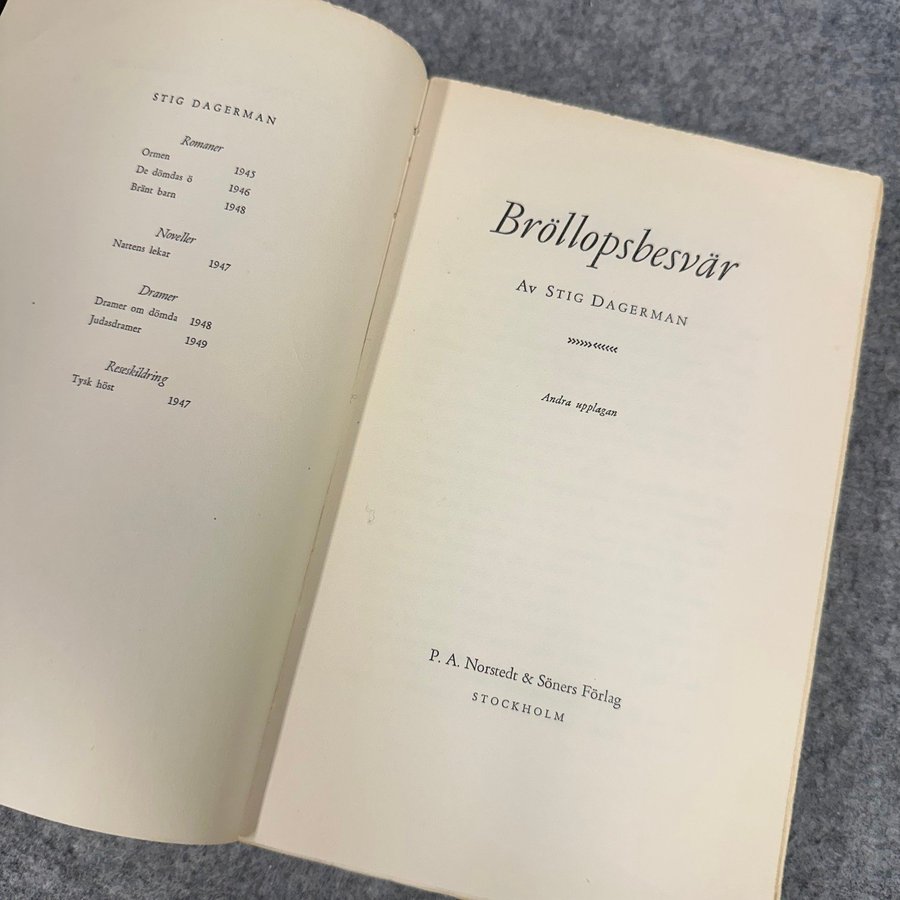 STIG DAGERMAN
Romaner
Ormen 1945
De dömdas ö 1946
Bränt barn 1948
Noveller
Nattens lekar 1947
Dramer
Dramer om dömda 1948
Judasdramer 1949
Reseskildring
Tysk höst 1947
Bröllopsbesvär
Av STIG DAGERMAN
»»»«««
Andra upplagan
P. A. Norstedt & Söners Förlag
STOCKHOLM